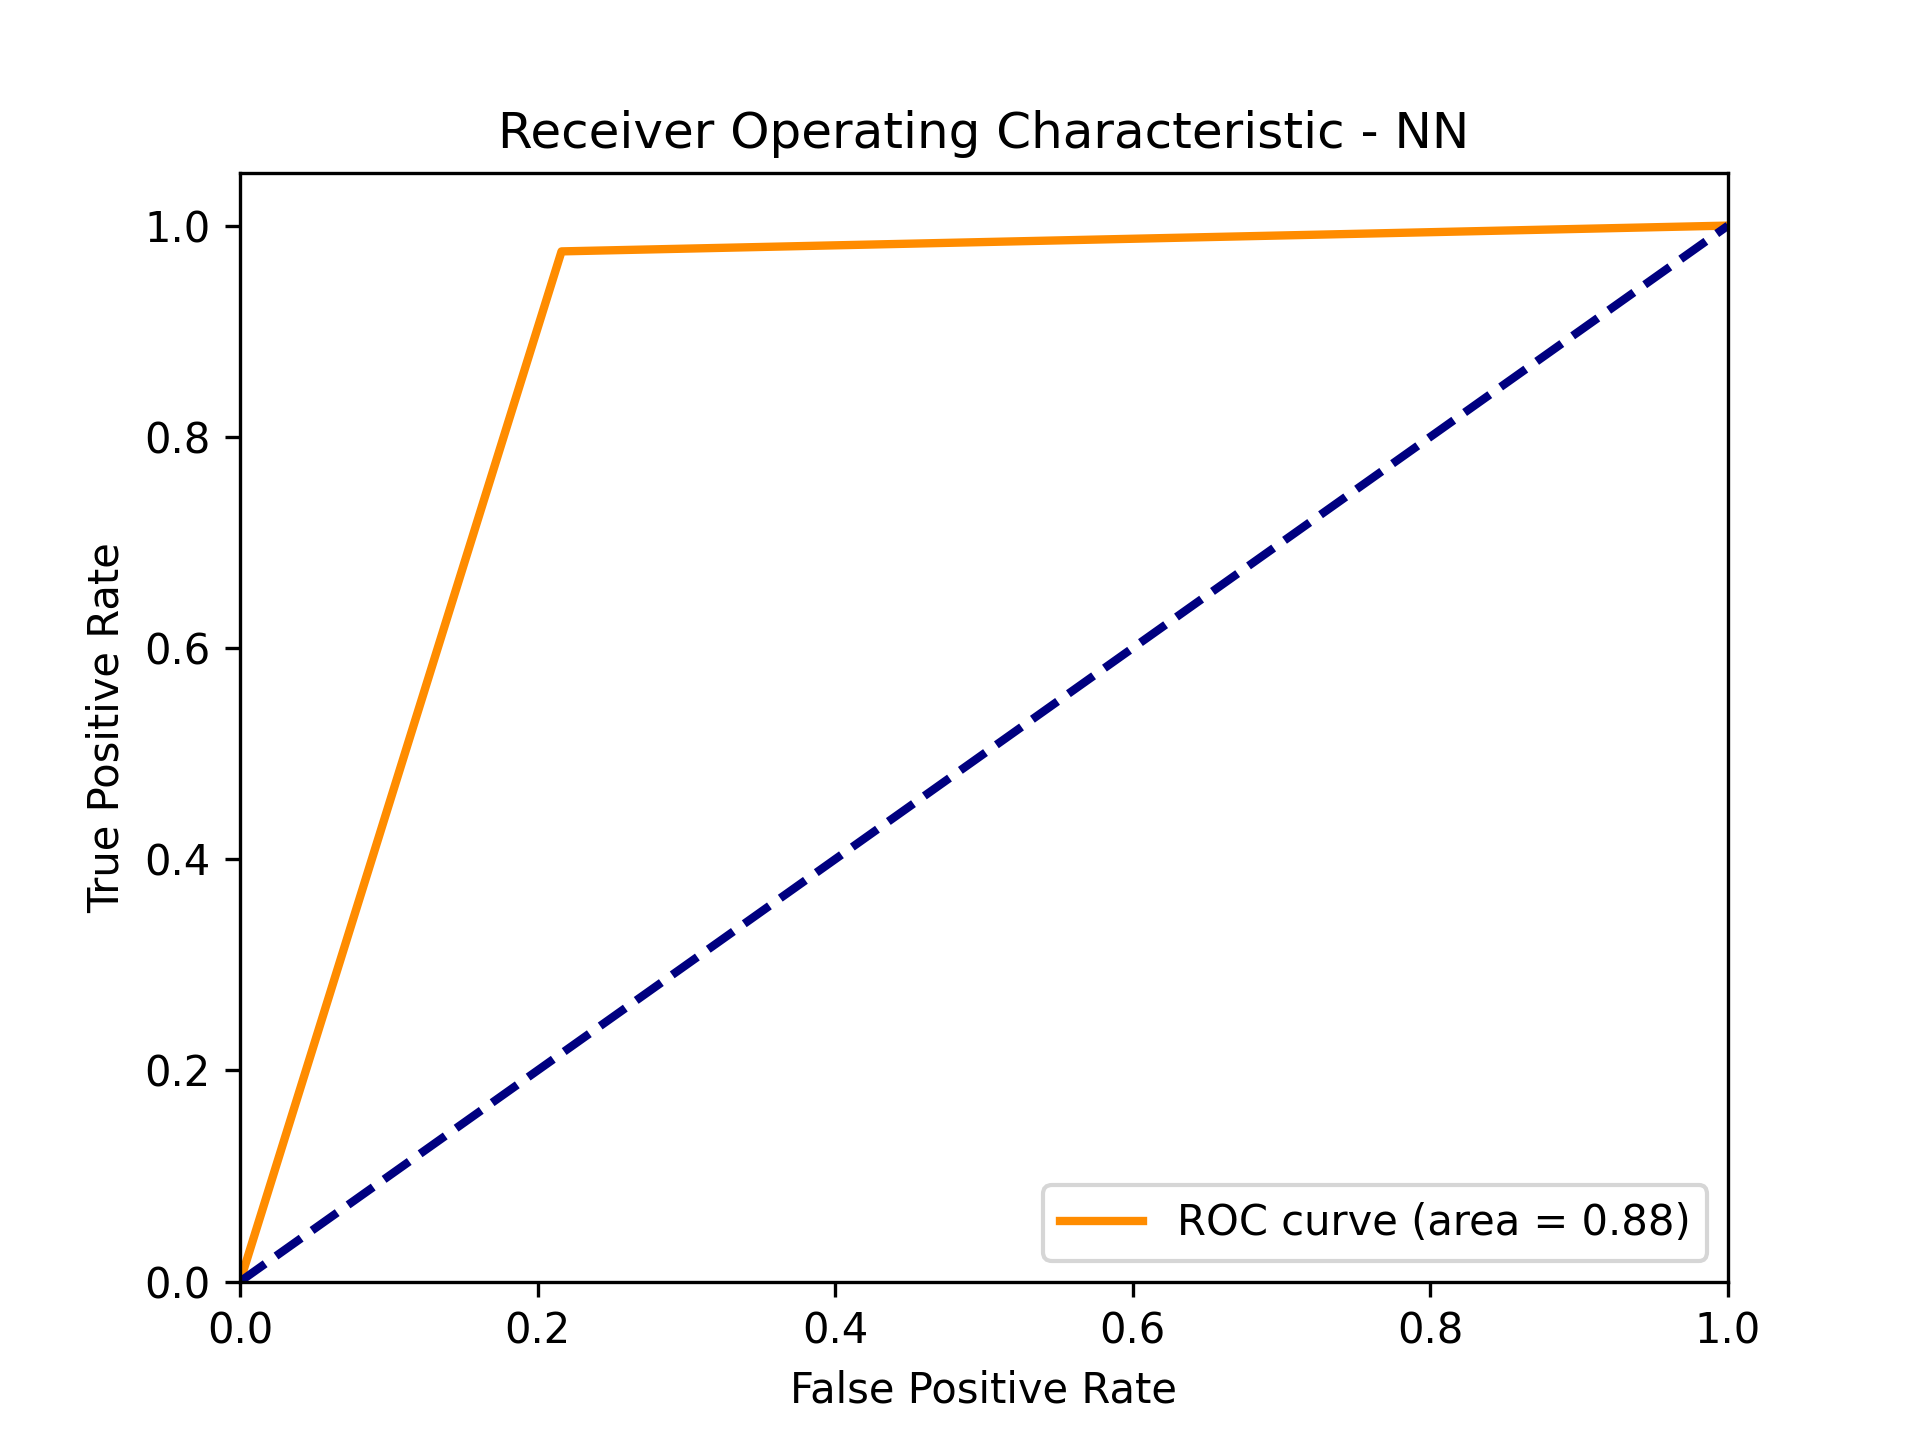 Receiver Operating Characteristic - NN
1.0
0.8
0.6
0.4
0.2
0.0
True Positive Rate
ROC curve (area = 0.88)
0.0 0.2 0.4 0.6 0.8 1.0
False Positive Rate